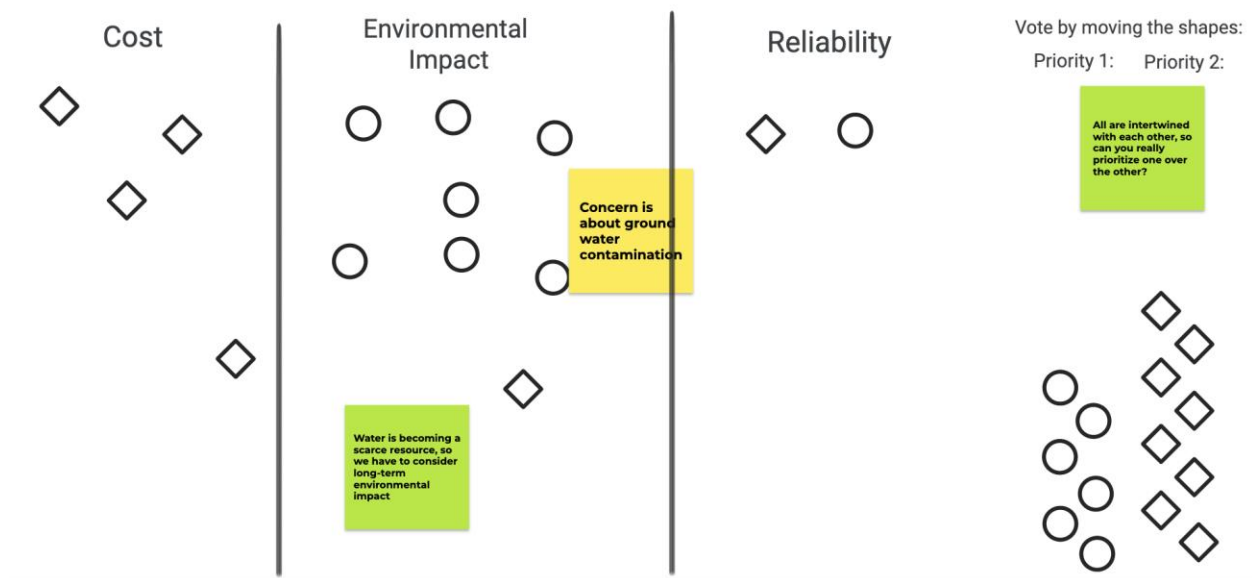 Cost
Environmental
Impact
Reliability
Vote by moving the shapes:
Priority 1:
Priority 2:
All are intertwined
with each other, so
can you really
prioritize one over
the other?
Concern is
about ground
water
contamination
Water is becoming a
scarce resource, so
we have to consider
long-term
environmental
impact